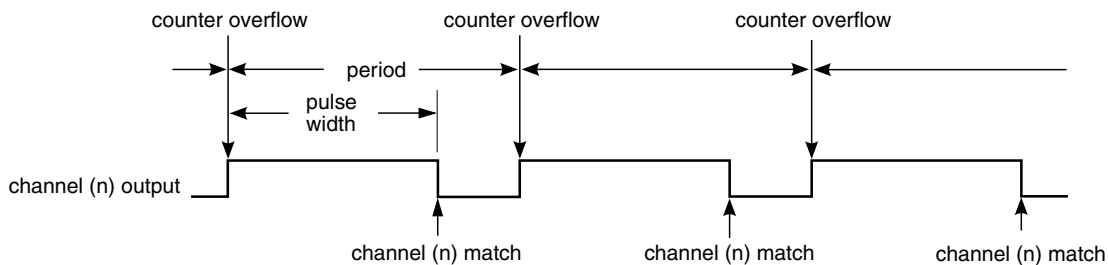 counter overflow
counter overflow
counter overflow
period
pulse
width
channel (n) output
channel (n) match
channel (n) match
channel (n) match